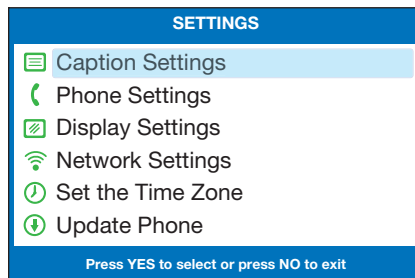 SETTINGS
Caption Settings
Phone Settings
Display Settings
Network Settings
Set the Time Zone
Update Phone
Press YES to select or press NO to exit